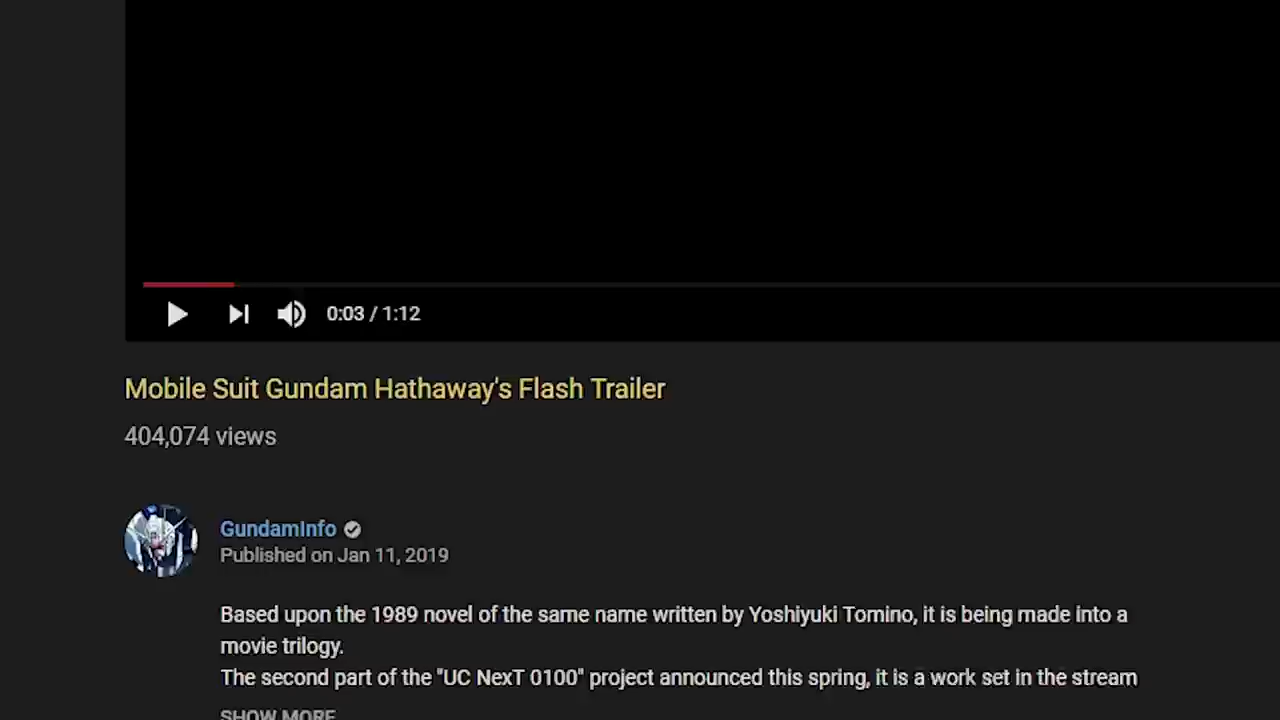 0:03 / 1:12
Mobile Suit Gundam Hathaway's Flash Trailer
404,074 views
GundamInfo
Published on Jan 11, 2019
Based upon the 1989 novel of the same name written by Yoshiyuki Tomino, it is being made into a
movie trilogy.
The second part of the "UC NexT 0100" project announced this spring, it is a work set in the stream
SHOW MORE